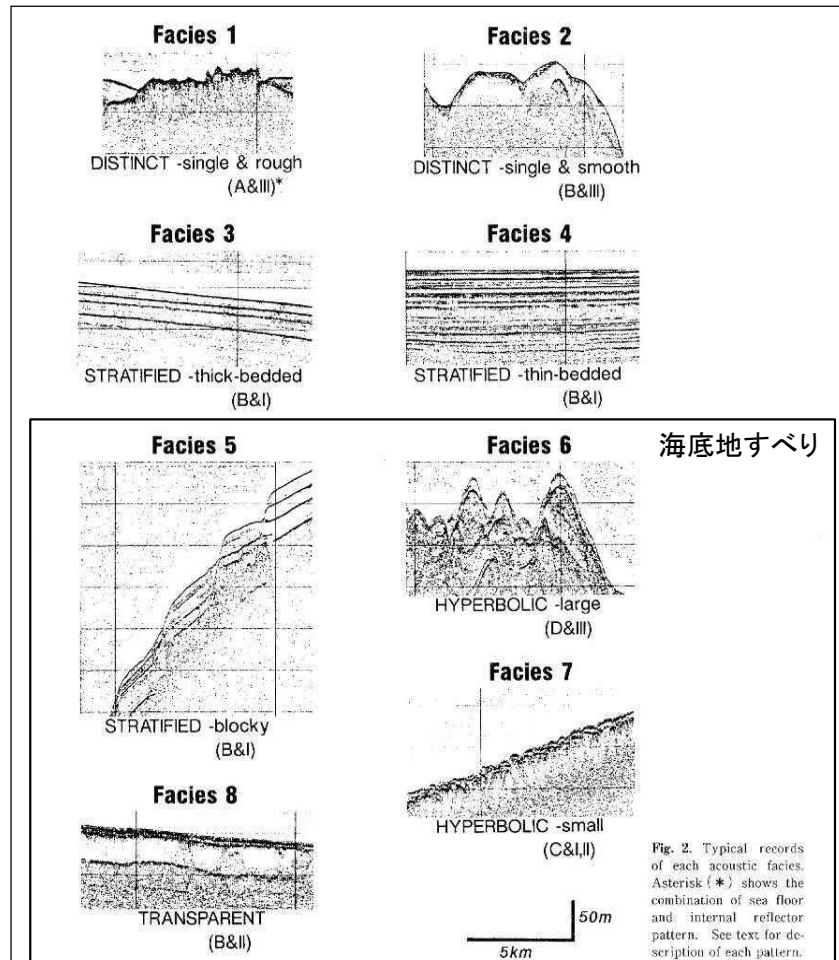 Facies 1
DISTINCT -single & rough
(A&III)*
Facies 2
DISTINCT -single & smooth
(B&III)
Facies 3
STRATIFIED -thick-bedded
(B&I)
Facies 4
STRATIFIED -thin-bedded
(B&I)
海底地すべり
Facies 5
STRATIFIED -blocky
(B&I)
Facies 6
HYPERBOLIC -large
(D&III)
Facies 7
HYPERBOLIC -small
(C&I,II)
Facies 8
TRANSPARENT
(B&II)
50m
5km
Fig. 2. Typical records
of each acoustic facies.
Asterisk (*) shows the
combination of sea floor
and internal reflector
pattern. See text for de-
scription of each pattern.